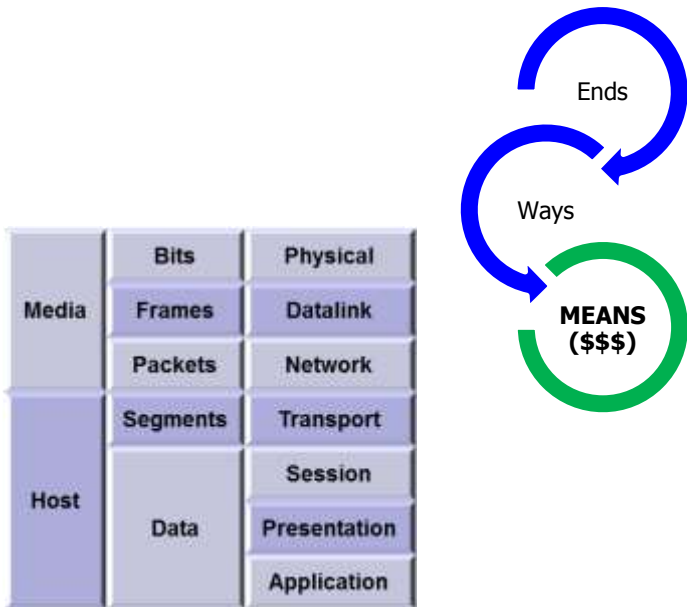 Ends
Ways
MEANS
($$$)
Bits Physical
Media Frames Datalink
Packets Network
Segments Transport
Session
Host Data Presentation
Application